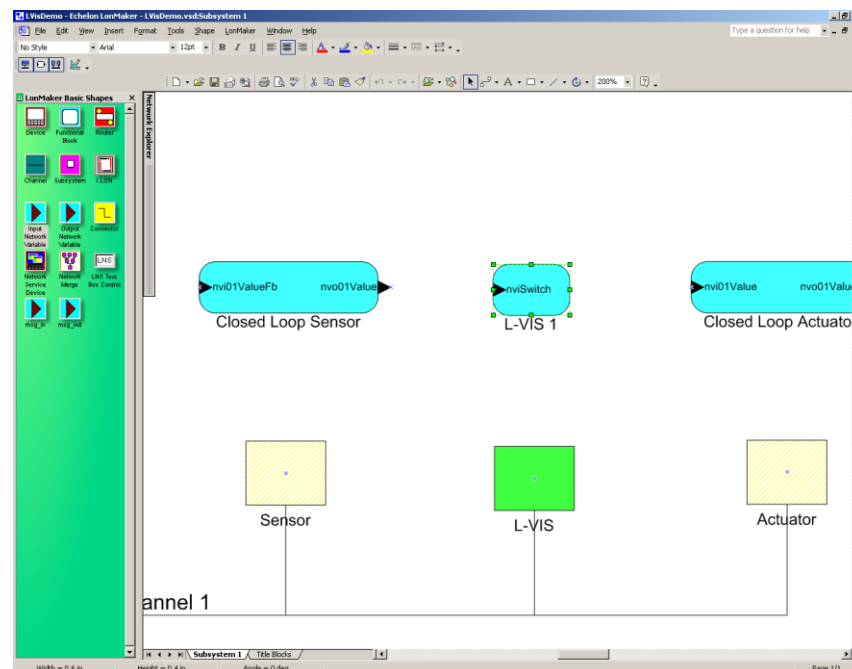 LVisDemo - Echelon LonMaker - LVisDemo.vsd:Subsystem 1
File Edit View Insert Format Tools Shape LonMaker Window Help
Type a question for help
No Style Arial 12pt B I U
200%
LonMaker Basic Shapes
Network Explorer
Device Functional Block Router
Channel Subsystem i.LON
Input Network Variable Output Network Variable Connector
Network Service Device Network Merge LNS Text Box Control
LNS
msg_in msg_out
nvi01ValueFb nvo01Value
Closed Loop Sensor
nviSwitch
L-VIS 1
nvi01Value nvo01Valu
Closed Loop Actuato
Sensor
L-VIS
Actuator
annel 1
Subsystem 1 Title Blocks
Width = 0.6 in. Height = 0.4 in. Angle = 0 deg Page 1/1